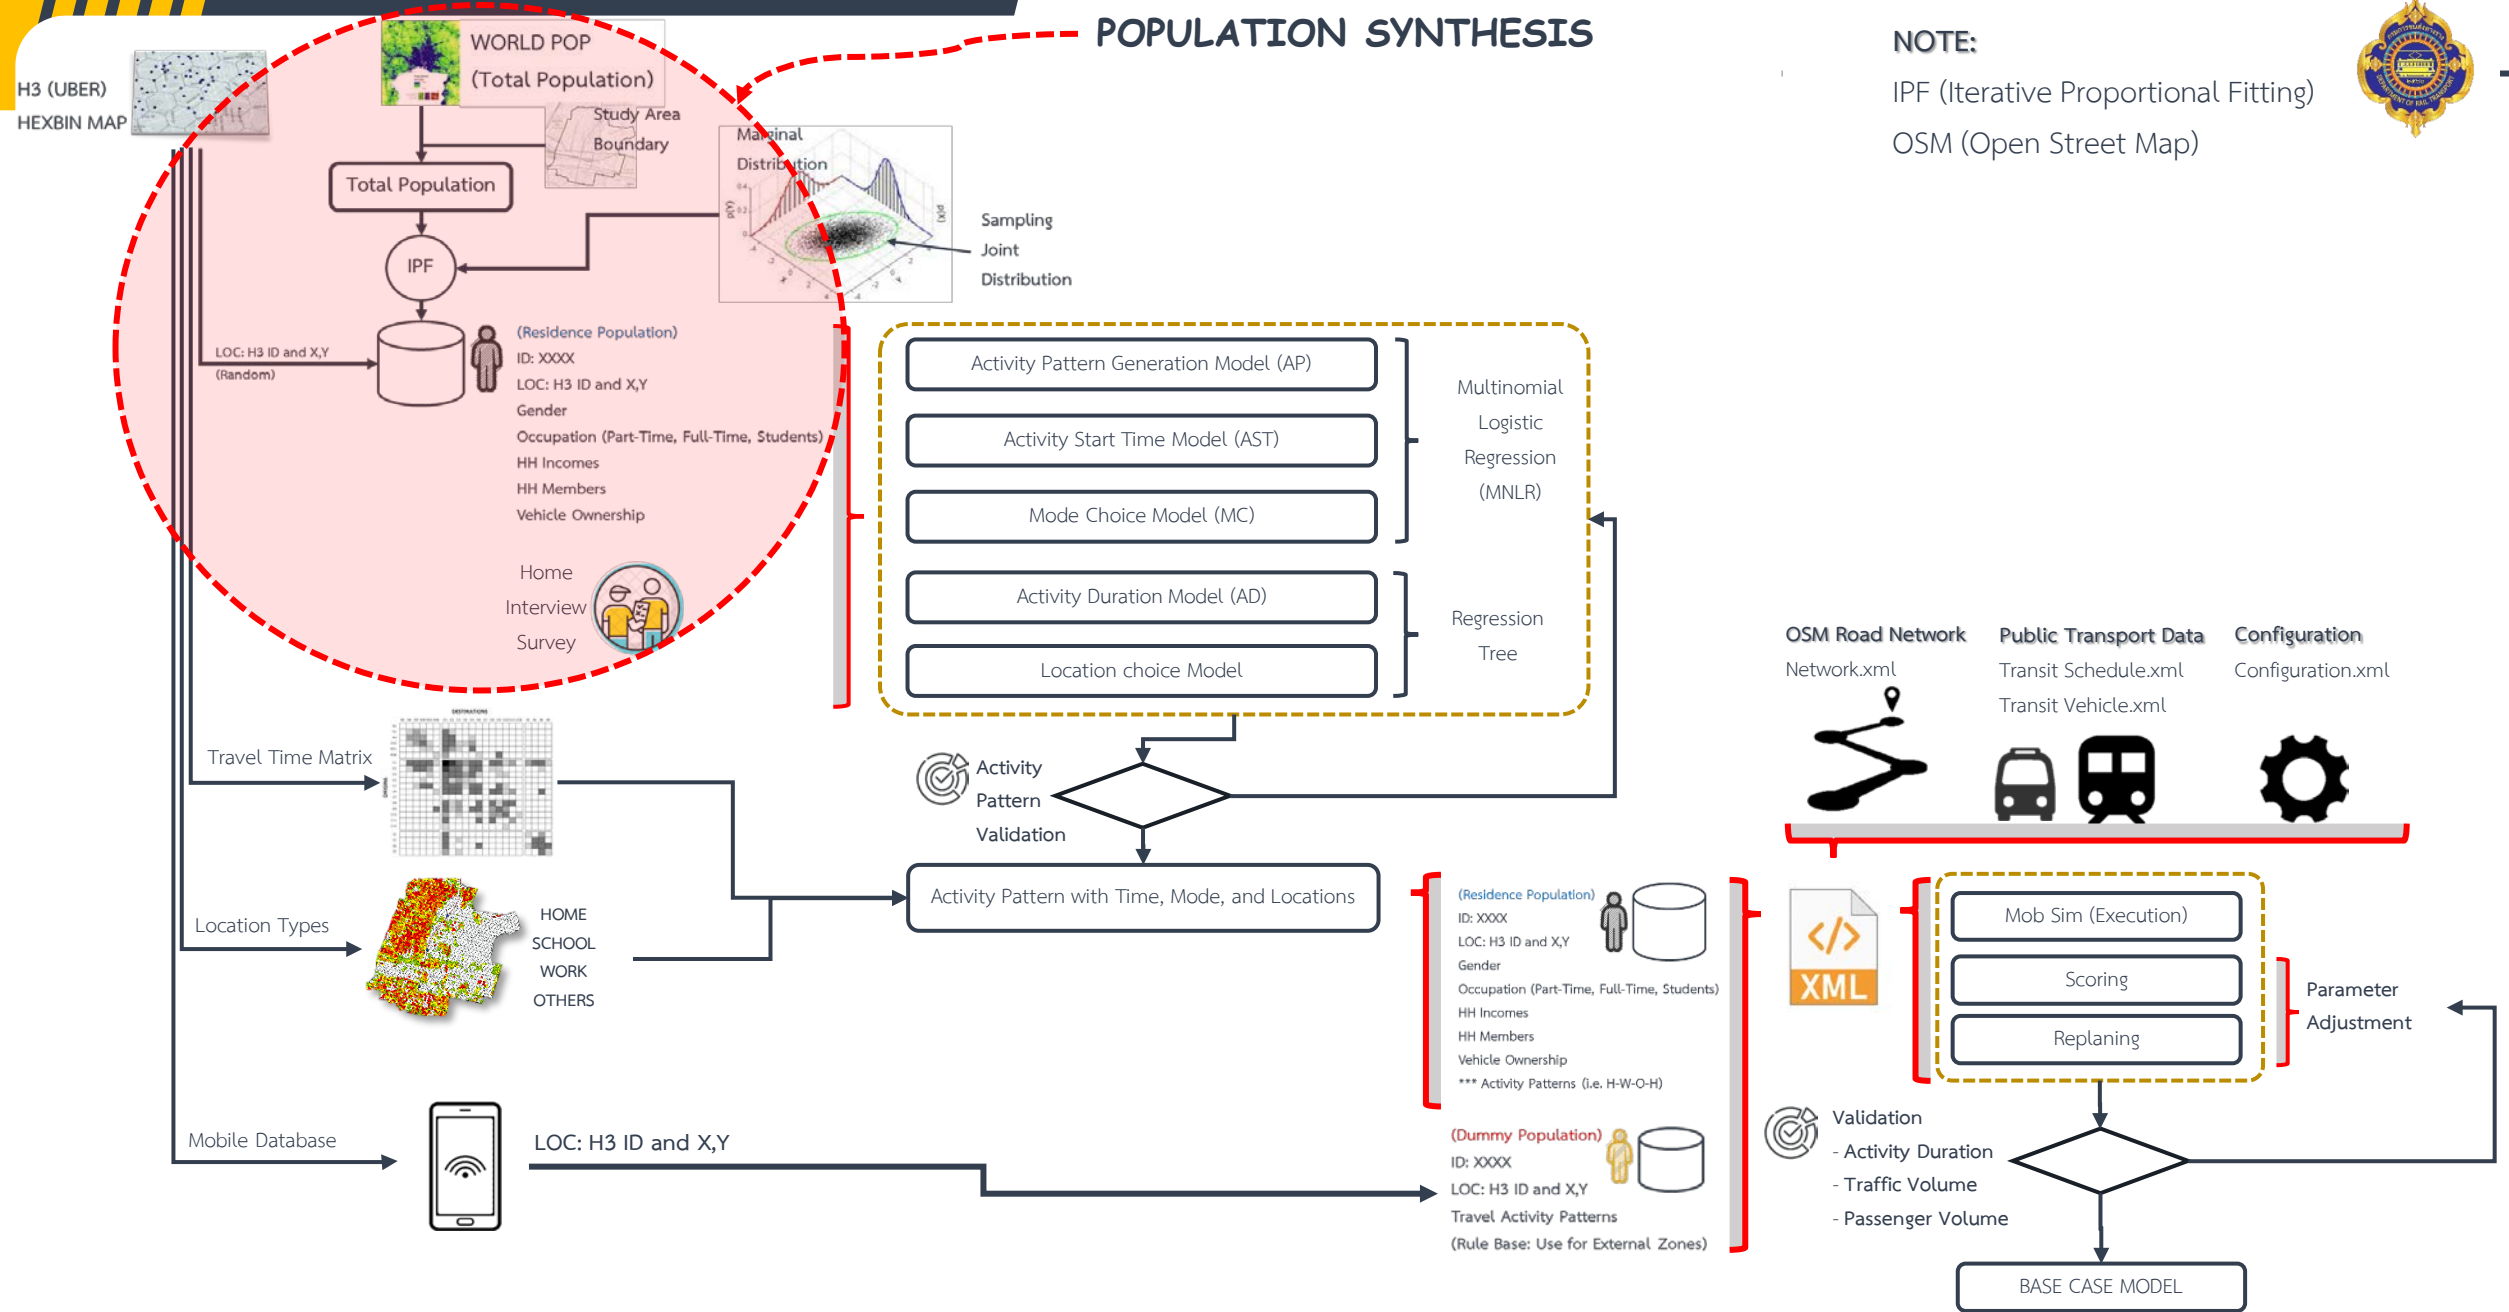 POPULATION SYNTHESIS
NOTE:
IPF (Iterative Proportional Fitting)
OSM (Open Street Map)
DEPARTMENT OF RAIL TRANSPORT
H3 (UBER)
HEXBIN MAP
WORLD POP
(Total Population)
Study Area
Boundary
Total Population
IPF
Marginal
Distribution
Sampling
Joint
Distribution
LOC: H3 ID and X,Y
(Random)
(Residence Population)
ID: XXXX
LOC: H3 ID and X,Y
Gender
Occupation (Part-Time, Full-Time, Students)
HH Incomes
HH Members
Vehicle Ownership
Home
Interview
Survey
Activity Pattern Generation Model (AP)
Activity Start Time Model (AST)
Mode Choice Model (MC)
Multinomial
Logistic
Regression
(MNLR)
Activity Duration Model (AD)
Location choice Model
Regression
Tree
Activity
Pattern
Validation
Travel Time Matrix
DESTINATIONS
Location Types
HOME
SCHOOL
WORK
OTHERS
Activity Pattern with Time, Mode, and Locations
Mobile Database
LOC: H3 ID and X,Y
(Residence Population)
ID: XXXX
LOC: H3 ID and X,Y
Gender
Occupation (Part-Time, Full-Time, Students)
HH Incomes
HH Members
Vehicle Ownership
*** Activity Patterns (i.e. H-W-O-H)
(Dummy Population)
ID: XXXX
LOC: H3 ID and X,Y
Travel Activity Patterns
(Rule Base: Use for External Zones)
OSM Road Network
Network.xml
Public Transport Data
Transit Schedule.xml
Transit Vehicle.xml
Configuration
Configuration.xml
</>
XML
Mob Sim (Execution)
Scoring
Replaning
Parameter
Adjustment
Validation
- Activity Duration
- Traffic Volume
- Passenger Volume
BASE CASE MODEL